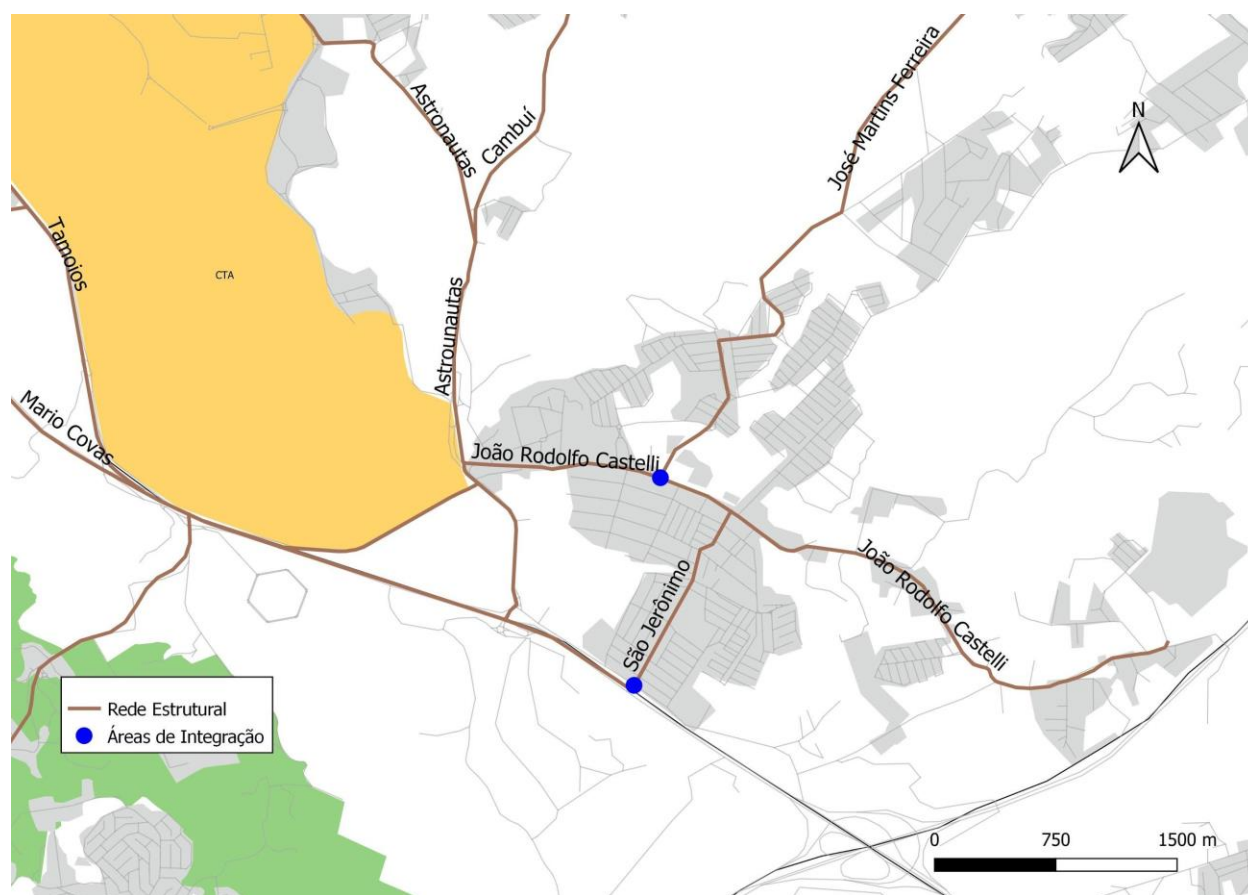 Astronautas
Cambuí
José Martins Ferreira
N
Tamoios
CTA
Astrounautas
Mario Covas
João Rodolfo Castelli
João Rodolfo Castelli
São Jerônimo
Rede Estrutural
Áreas de Integração
0 750 1500 m